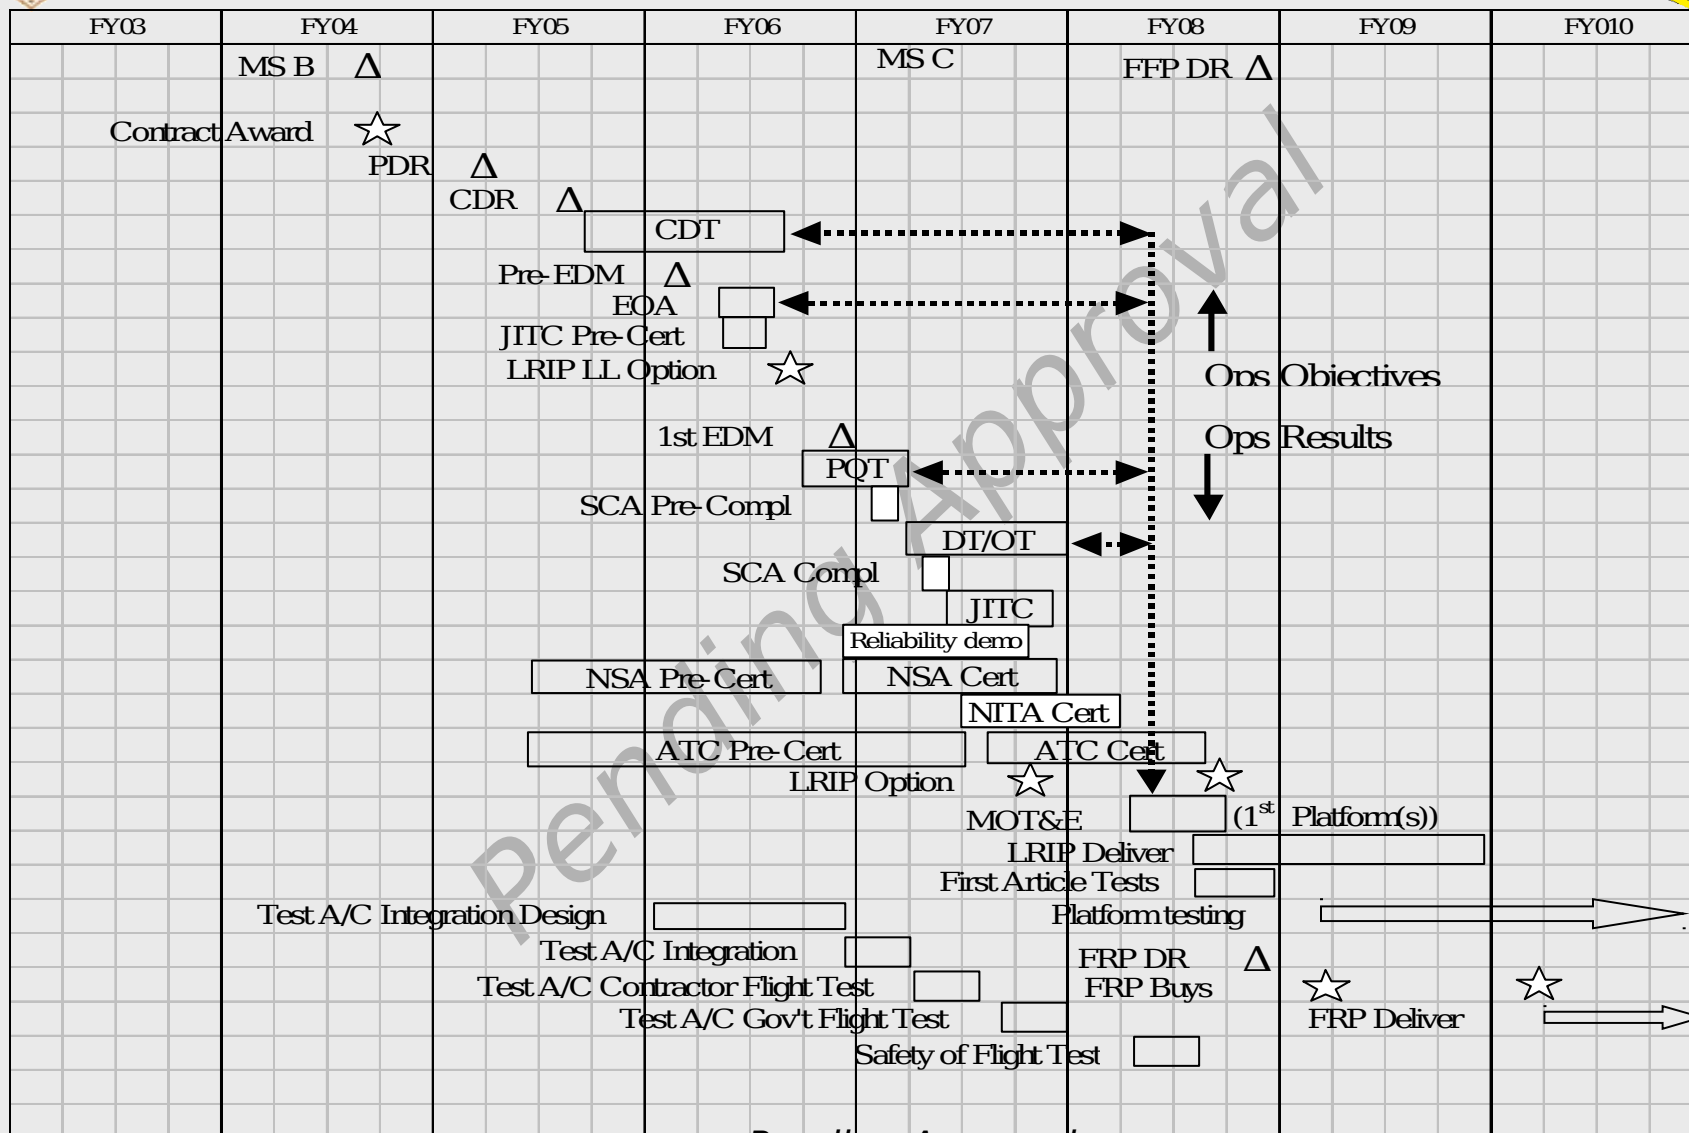 FY03 FY04 FY05 FY06 FY07 FY08 FY09 FY010
MS B Δ MS C FFP DR Δ
Contract Award
PDR Δ
CDR Δ
CDT
Pre-EDM Δ
EOA
JITC Pre-Cert
LRIP LL Option
Ops Objectives
1st EDM Δ
Ops Results
PQT
SCA Pre-Compl
DT/OT
SCA Compl
JITC
Reliability demo
NSA Pre-Cert NSA Cert
NITA Cert
ATC Pre-Cert ATC Cert
LRIP Option
MOT&E (1st Platform(s))
LRIP Deliver
First Article Tests
Test A/C Integration Design Platform testing
Test A/C Integration FRP DR Δ
Test A/C Contractor Flight Test FRP Buys
Test A/C Gov't Flight Test FRP Deliver
Safety of Flight Test
Pending Approval